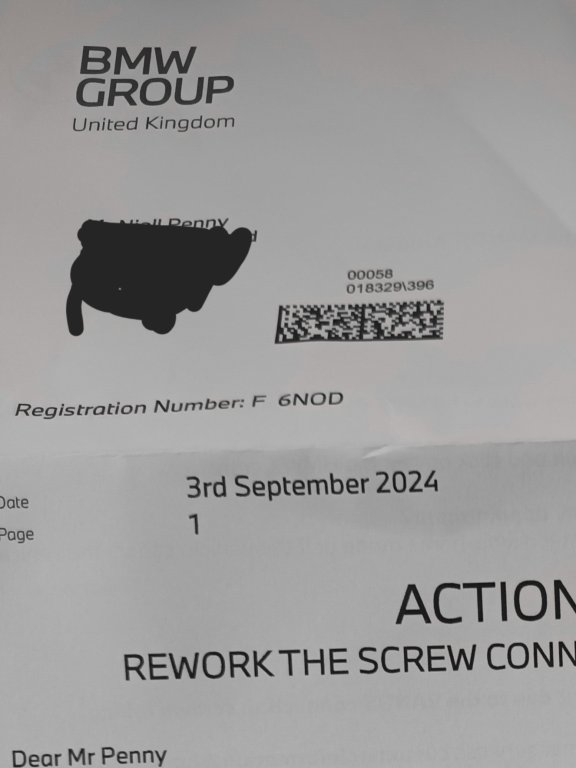 BMW
GROUP
United Kingdom
Penny
00058
018329\396
Registration Number: F 6NOD
Date 3rd September 2024
Page 1
ACTION
REWORK THE SCREW CONN
Dear Mr Penny